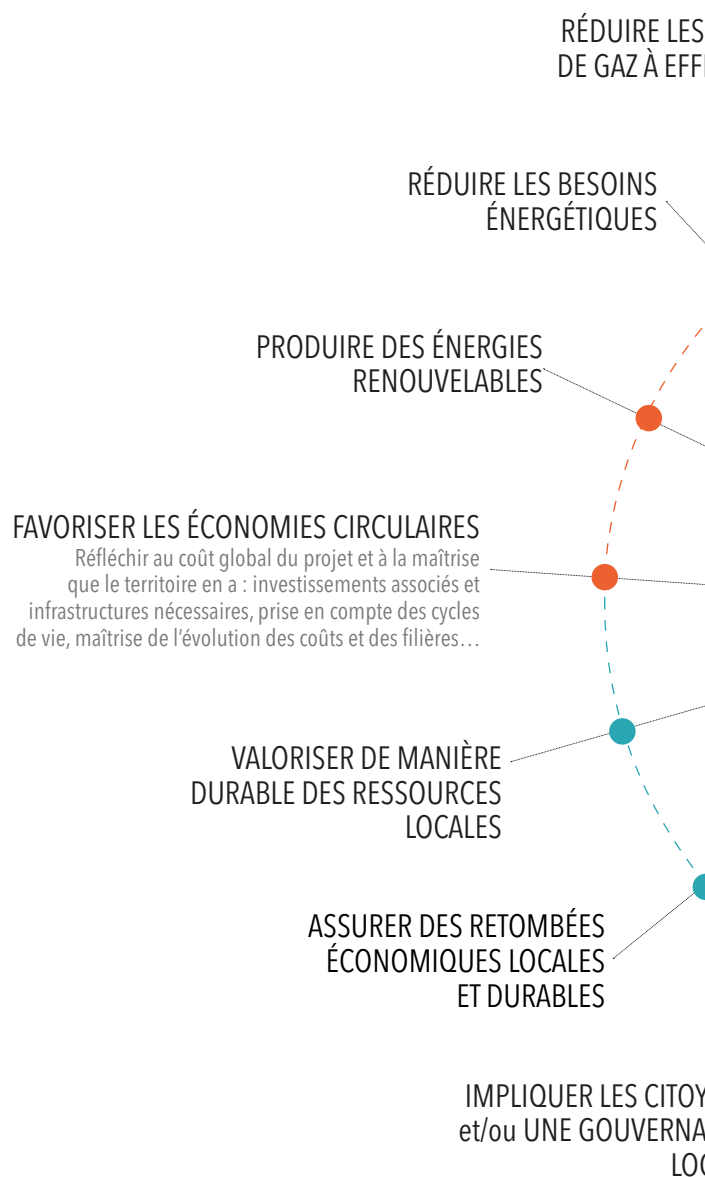 RÉDUIRE LES
DE GAZ À
RÉDUIRE LES BESOINS
ÉNERGÉTIQUES
PRODUIRE DES ÉNERGIES
RENOUVELABLES
FAVORISER LES ÉCONOMIES CIRCULAIRES
Réfléchir au coût global du projet et à la maîtrise
que le territoire en a : investissements associés et
infrastructures nécessaires, prise en compte des cycles
de vie, maîtrise de l’évolution des coûts et des filières…
VALORISER DE MANIÈRE
DURABLE DES RESSOURCES
LOCALES
ASSURER DES RETOMBÉES
ÉCONOMIQUES LOCALES
ET DURABLES
IMPLIQUER LES CITOY
et/ou UNE GOUVERNA
LOC